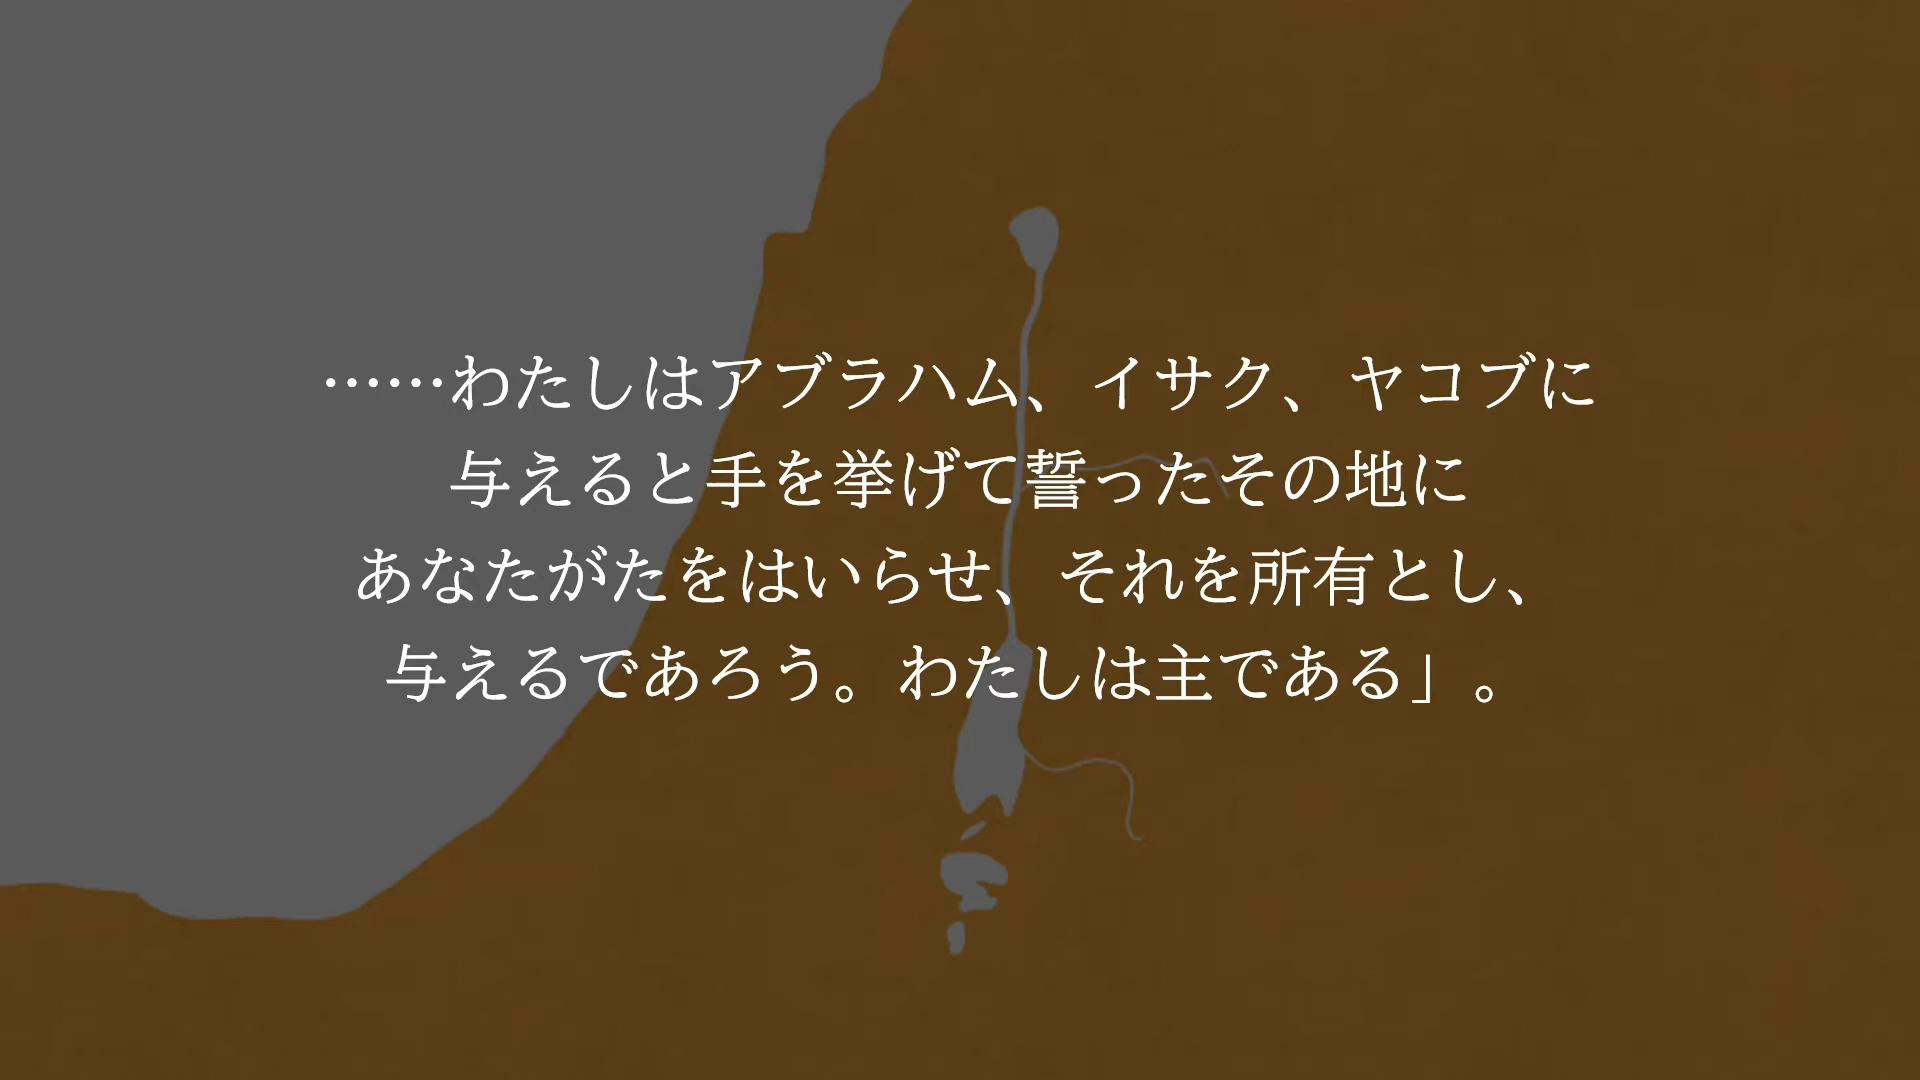 ……わたしはアブラハム、イサク、ヤコブに
与えると手を挙げて誓ったその地に
あなたがたをはいらせ、それを所有とし、
与えるであろう。わたしは主である」。